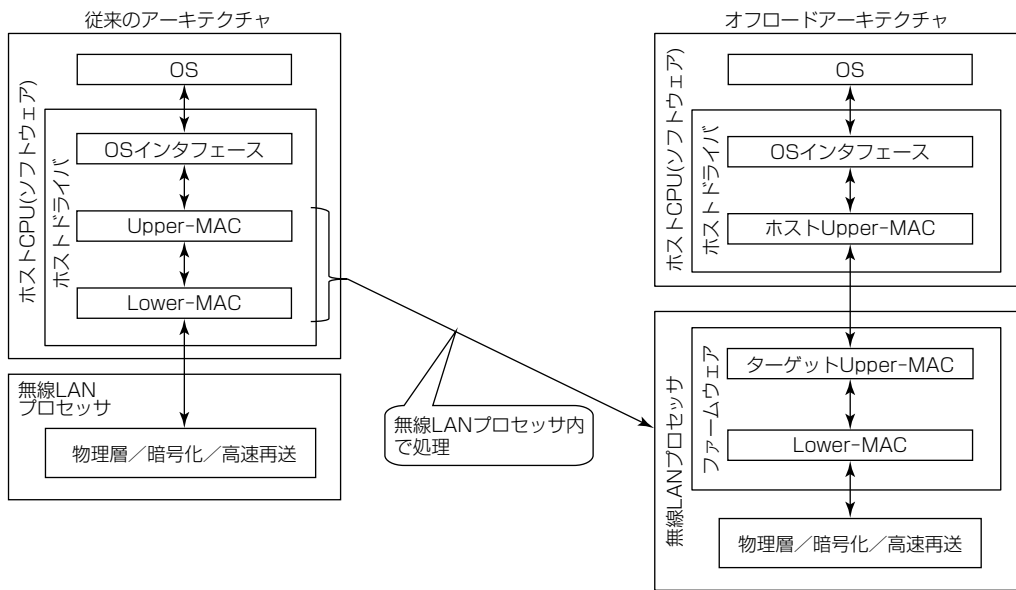 従来のアーキテクチャ
ホストCPU(ソフトウェア)
OS
ホストドライバ
OSインタフェース
Upper-MAC
Lower-MAC
無線LAN
プロセッサ
物理層／暗号化／高速再送
無線LANプロセッサ内
で処理
オフロードアーキテクチャ
ホストCPU(ソフトウェア)
OS
ホストドライバ
OSインタフェース
ホストUpper-MAC
無線LANプロセッサ
ファームウェア
ターゲットUpper-MAC
Lower-MAC
物理層／暗号化／高速再送